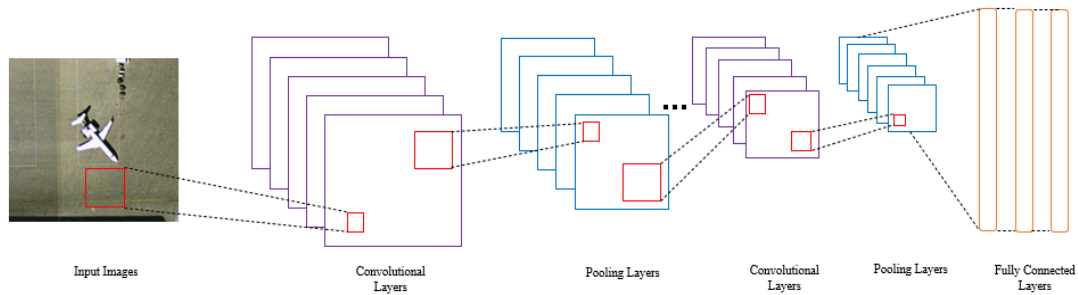 Input Images
Convolutional
Layers
Pooling Layers
Convolutional
Layers
Pooling Layers
Fully Connected
Layers